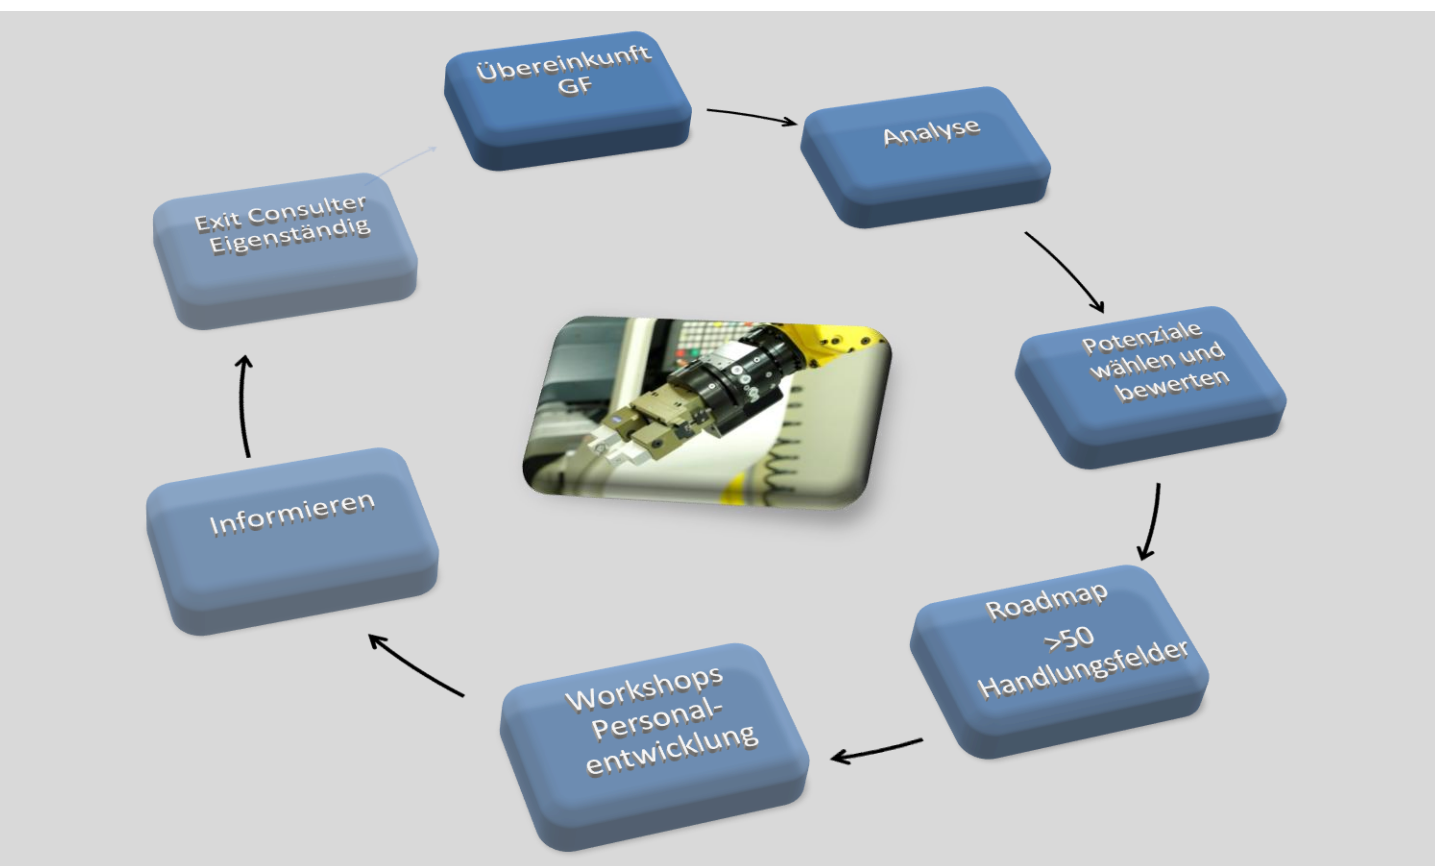 Übereinkunft
GF
Analyse
Potenziale
wählen und
bewerten
Roadmap
>50
Handlungsfelder
Workshops
Personal-
entwicklung
Informieren
Exit Consulter
Eigenständig